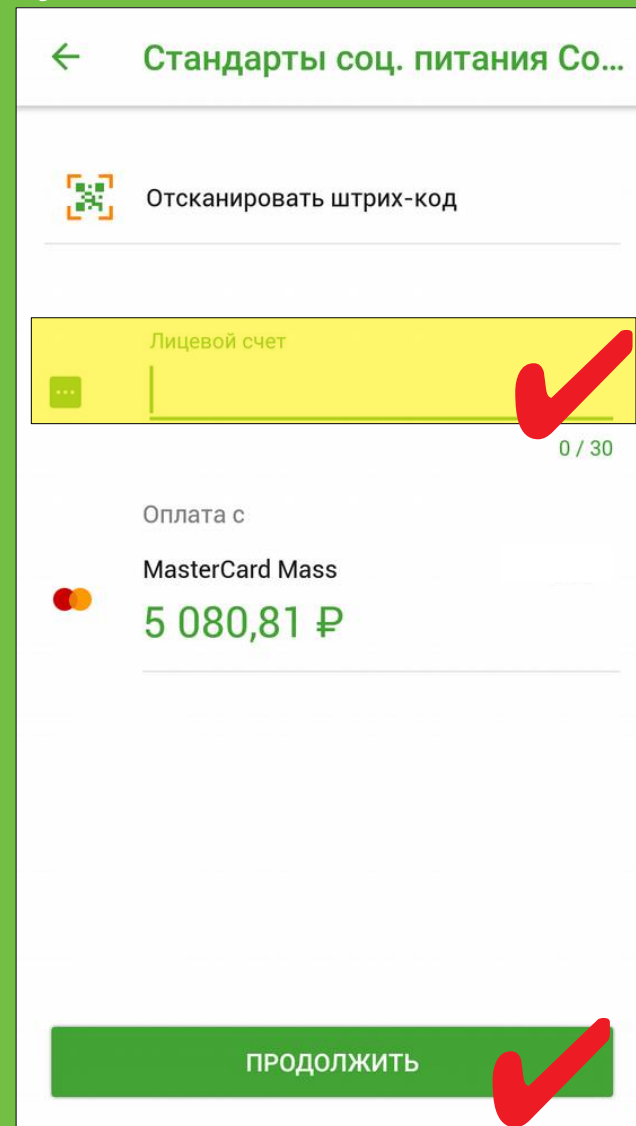 Стандарты соц. питания Со...
Отсканировать штрих-код
Лицевой счет
0 / 30
Оплата с
MasterCard Mass
5 080,81 ₽
ПРОДОЛЖИТЬ